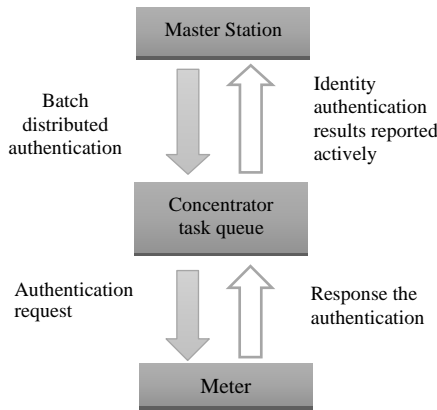 Master Station
Batch
distributed
authentication
Identity
authentication
results reported
actively
Concentrator
task queue
Authentication
request
Response the
authentication
Meter